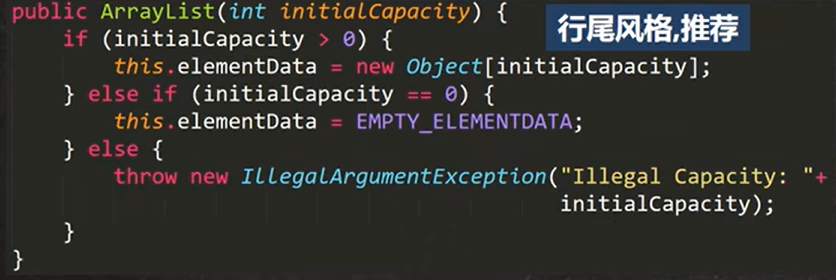 public ArrayList(int initialCapacity) {
行尾风格,推荐
    if (initialCapacity > 0) {
        this.elementData = new Object[initialCapacity];
    } else if (initialCapacity == 0) {
        this.elementData = EMPTY_ELEMENTDATA;
    } else {
        throw new IllegalArgumentException("Illegal Capacity: "+
                                           initialCapacity);
    }
}